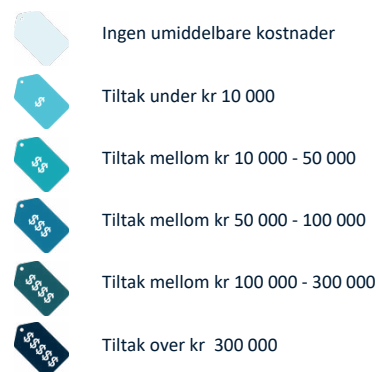 Ingen umiddelbare kostnader
$
Tiltak under kr 10 000
$$
Tiltak mellom kr 10 000 - 50 000
$$$
Tiltak mellom kr 50 000 - 100 000
$$$$
Tiltak mellom kr 100 000 - 300 000
$$$$$
Tiltak over kr  300 000